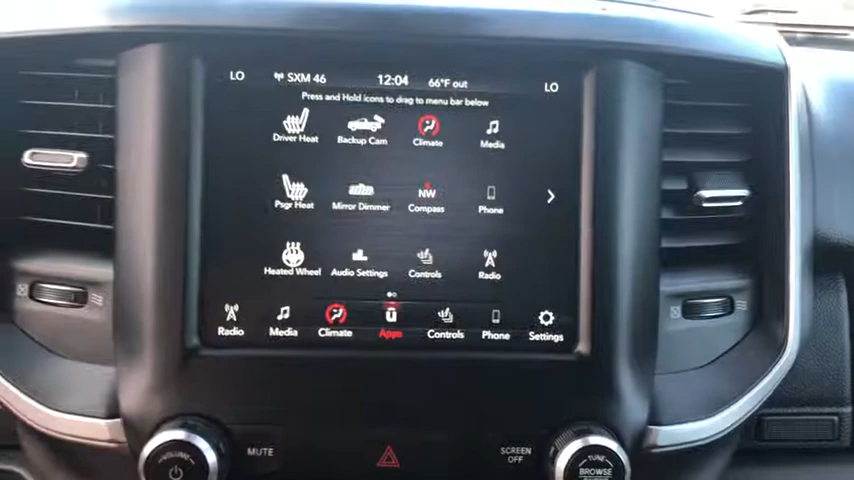 LO SXM 46 12:04 66°F out LO
Press and Hold icons to drag to menu bar below.
Driver Heat Backup Cam Climate Media
NW
Psgr Heat Mirror Dimmer Compass Phone
Heated Wheel Audio Settings Controls Radio
Radio Media Climate Apps Controls Phone Settings
VOLUME MUTE SCREEN OFF TUNE
BROWSE